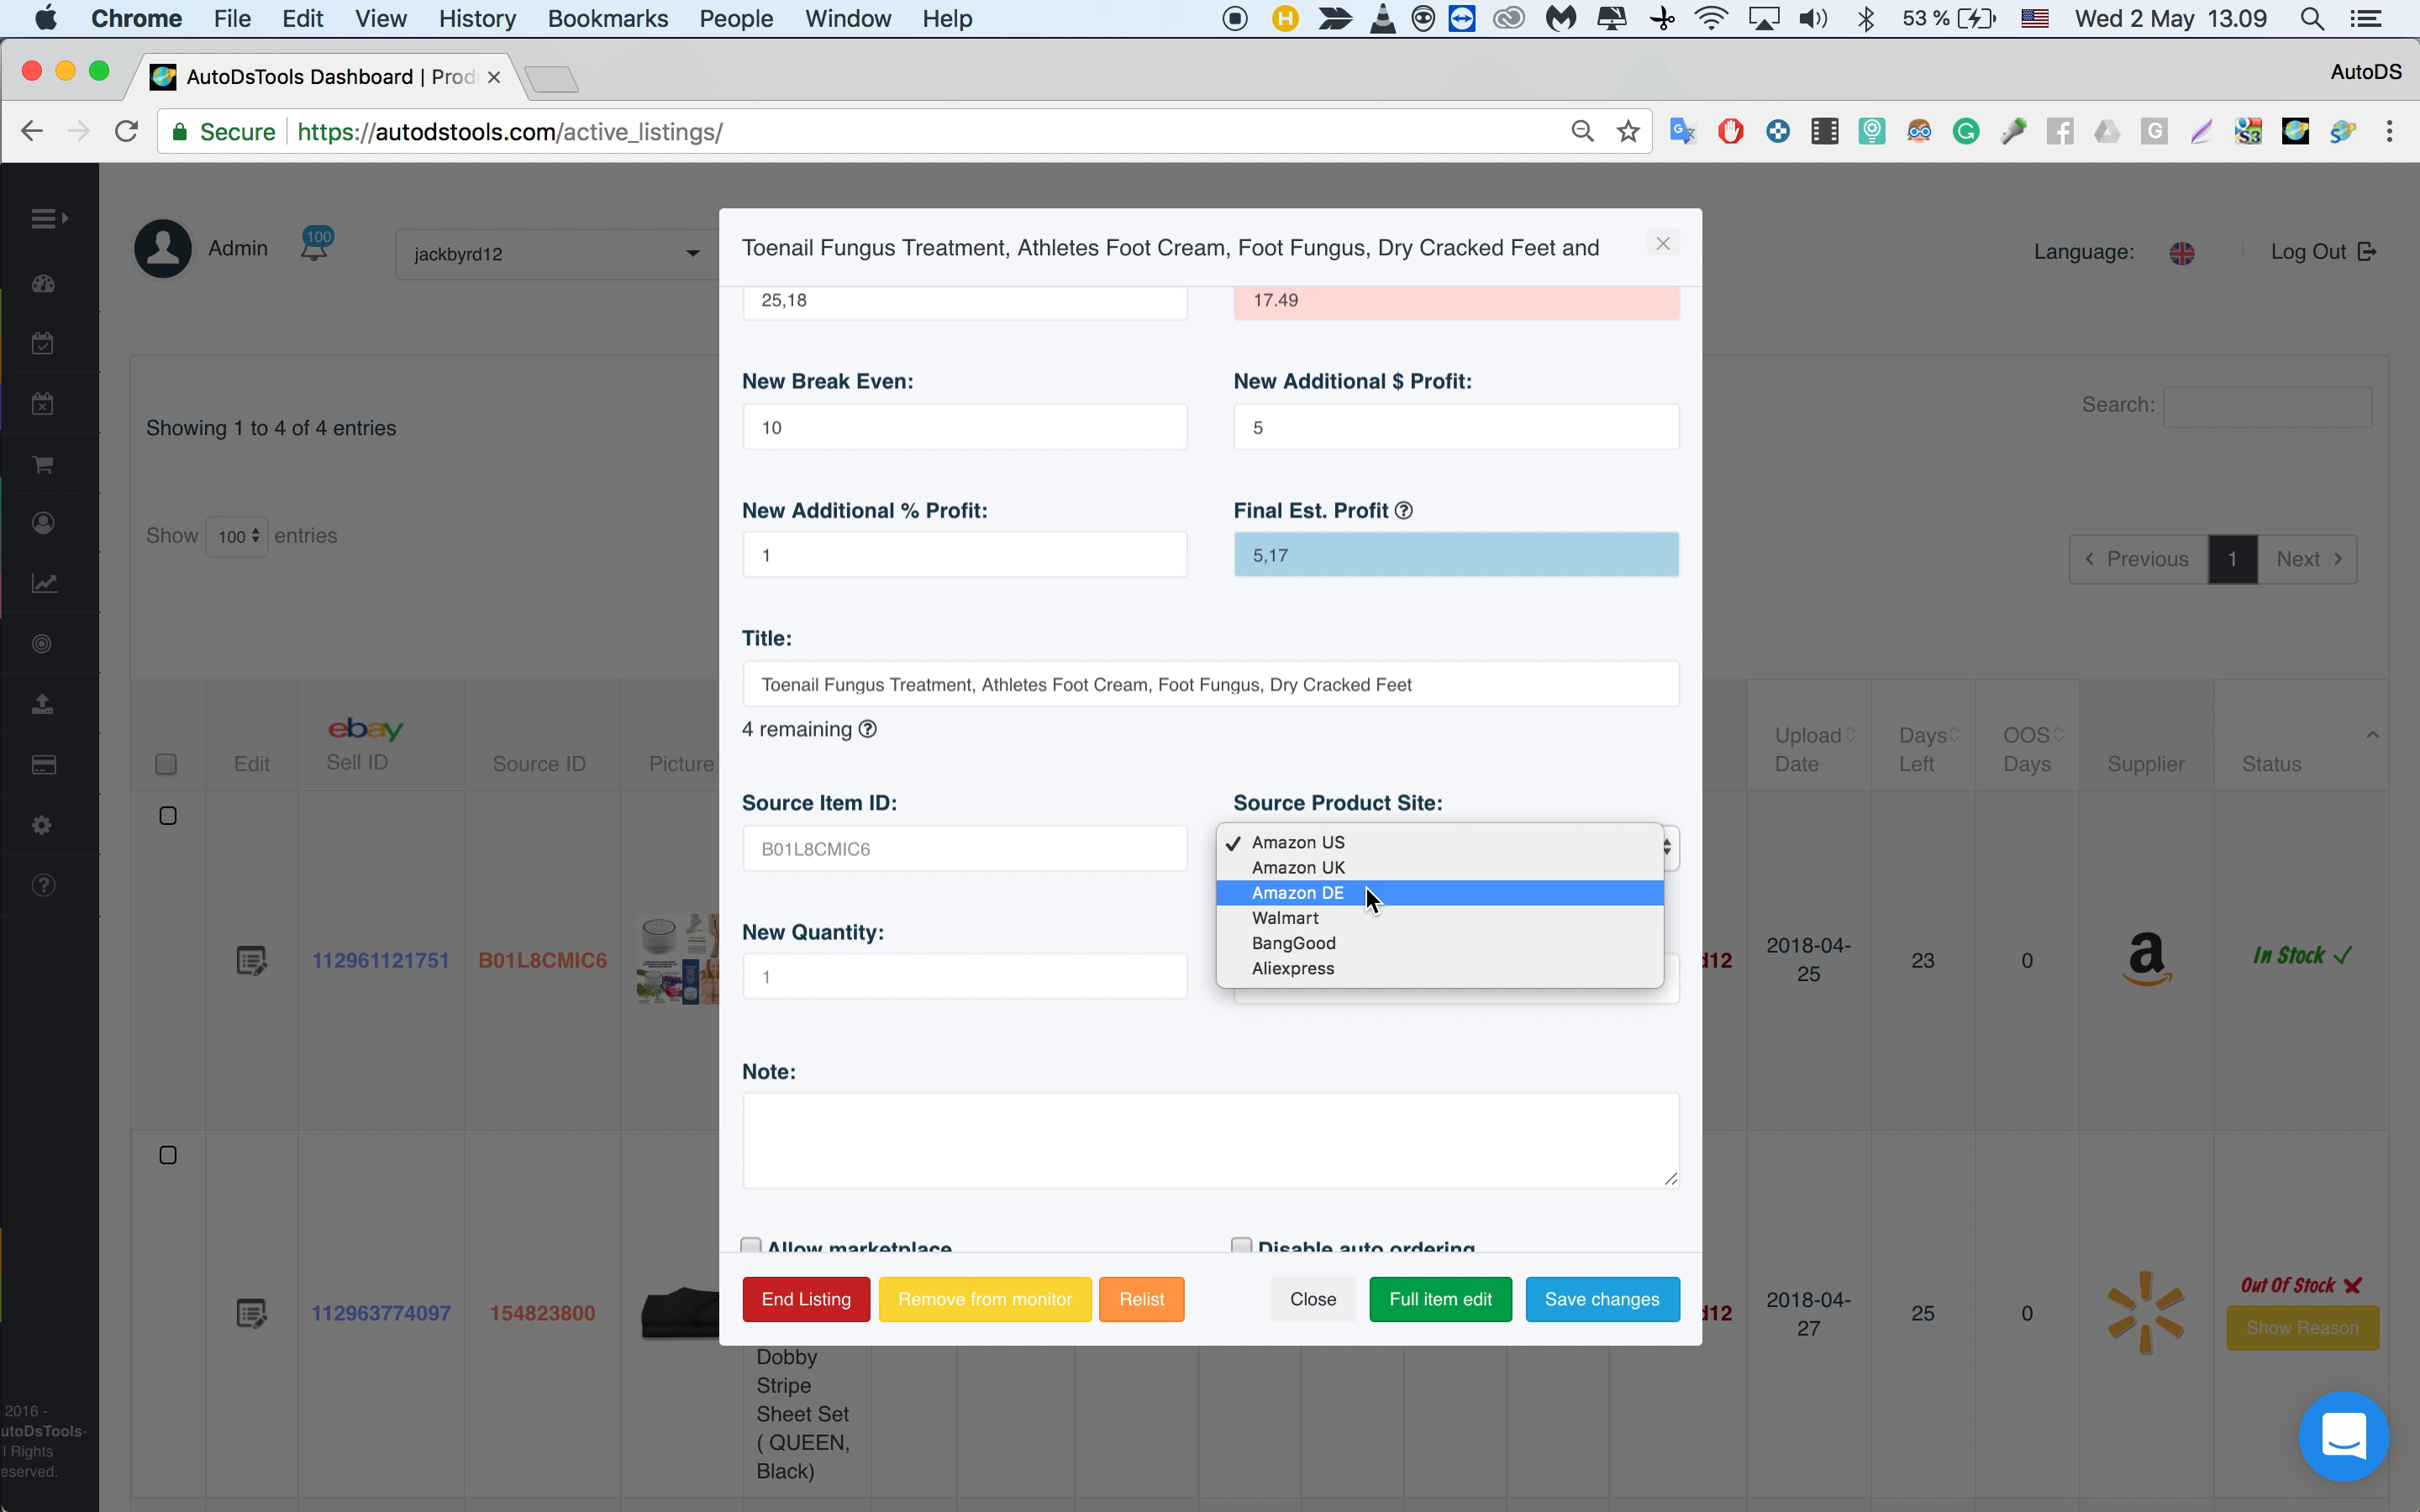 Chrome File Edit View History Bookmarks People Window Help
53 % Wed 2 May 13.09
AutoDsTools Dashboard | Prod
AutoDS
Secure https://autodstools.com/active_listings/
Admin
100
jackbyrd12
Language:
Log Out
Showing 1 to 4 of 4 entries
Search:
Show 100 entries
Previous 1 Next
Toenail Fungus Treatment, Athletes Foot Cream, Foot Fungus, Dry Cracked Feet and
25,18
17.49
New Break Even:
New Additional $ Profit:
10
5
New Additional % Profit:
Final Est. Profit
1
5,17
Title:
Toenail Fungus Treatment, Athletes Foot Cream, Foot Fungus, Dry Cracked Feet
4 remaining
Source Item ID:
Source Product Site:
B01L8CMIC6
Amazon US
Amazon UK
Amazon DE
Walmart
BangGood
Aliexpress
New Quantity:
1
Note:
Allow marketplace
Disable auto ordering
End Listing
Remove from monitor
Relist
Close
Full item edit
Save changes
Edit
ebay
Sell ID
Source ID
Picture
Upload Date
Days Left
OOS Days
Supplier
Status
112961121751
B01L8CMIC6
d12
2018-04-
25
23
0
a
In Stock
112963774097
154823800
d12
2018-04-
27
25
0
Out Of Stock
Show Reason
Dobby
Stripe
Sheet Set
( QUEEN,
Black)
2016 -
utoDsTools-
l Rights
eserved.